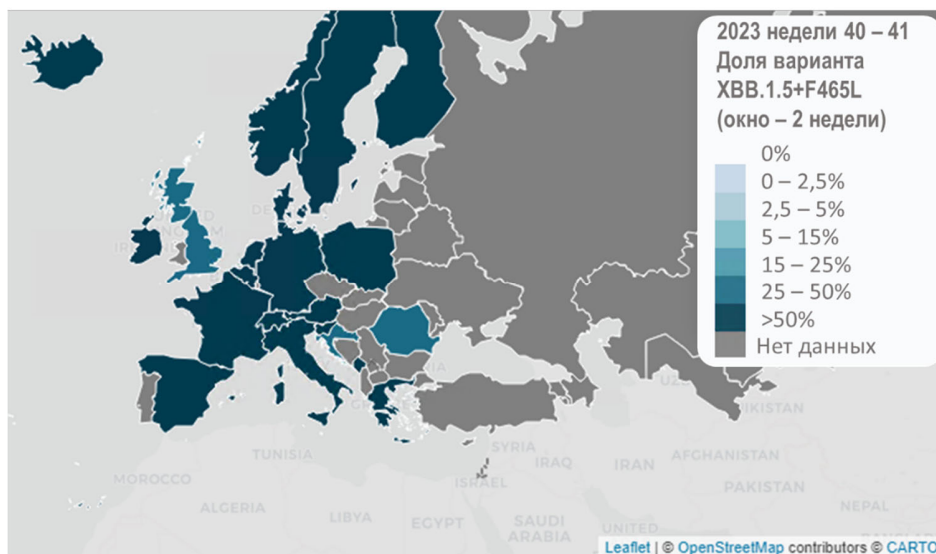 2023 недели 40 – 41
Доля варианта
XBB.1.5+F465L
(окно – 2 недели)
0%
0 – 2,5%
2,5 – 5%
5 – 15%
15 – 25%
25 – 50%
>50%
Нет данных
MOROCCO
TUNISIA
ALGERIA
LIBYA
EGYPT
SYRIA
ISRAEL
IRAQ
IRAN
AFGHANISTAN
PAKISTAN
SAUDI
ARABIA
UNITED
NEPAL
Leaflet | © OpenStreetMap contributors © CARTO